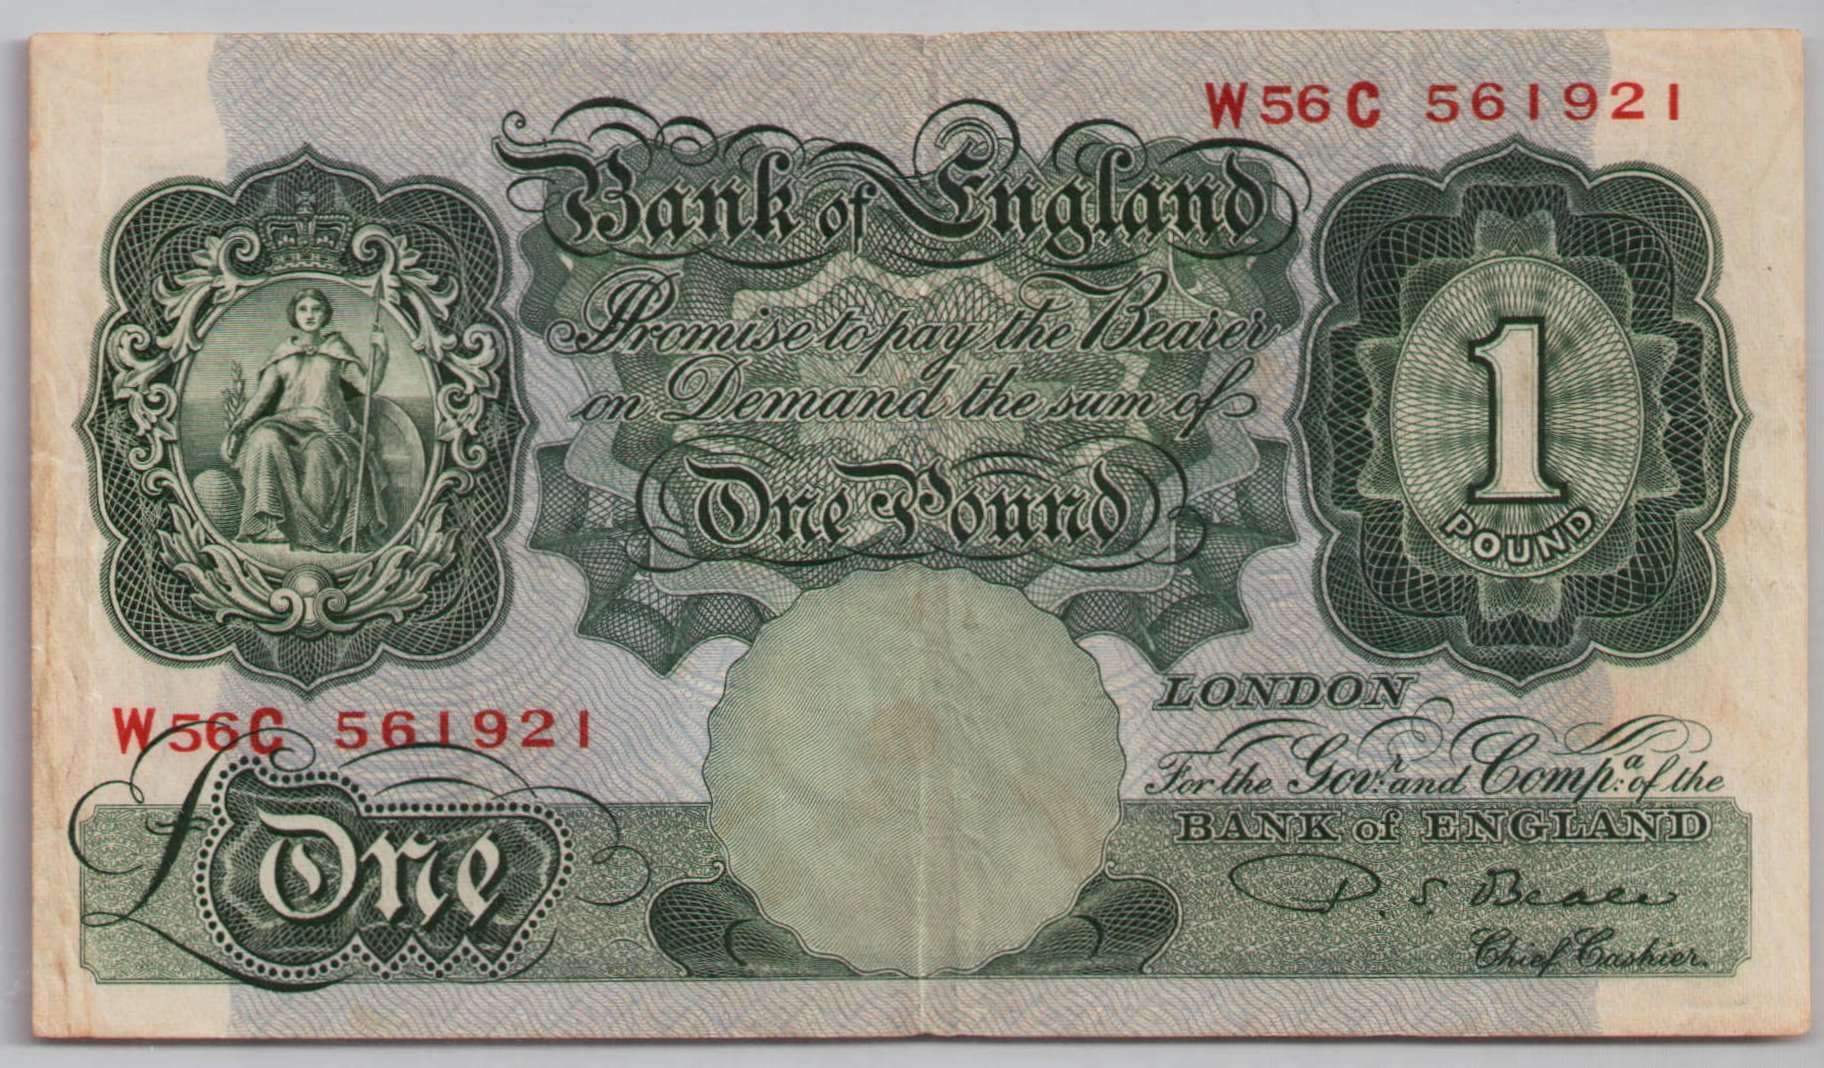 W56C 561921
Bank of England
Promise to pay the Bearer
on Demand the sum of
One Pound
1
POUND
LONDON
W56C 561921
For the Govr. and Compa. of the
BANK of ENGLAND
£One
P. S. Beale
Chief Cashier.